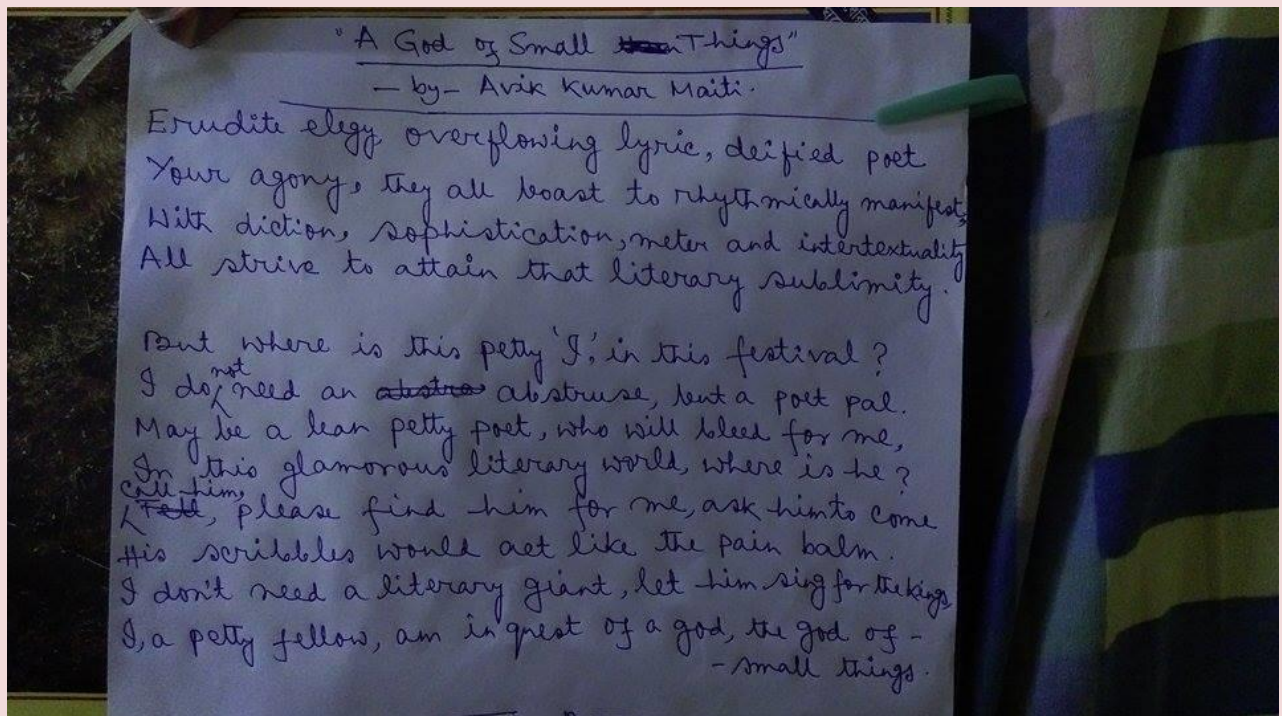 "A God of Small Things"
– by – Avik Kumar Maiti.
Erudite elegy overflowing lyric, deified poet
Your agony, they all boast to rhythmically manifest,
With diction, sophistication, meter and intertextuality
All strive to attain that literary sublimity.
But where is this petty 'I', in this festival?
I do not need an abstruse, but a poet pal.
May be a lean petty poet, who will bleed for me,
In this glamorous literary world, where is he?
call him,
please find him for me, ask him to come
His scribbles would act like the pain balm.
I don't need a literary giant, let him sing for the kings,
I, a petty fellow, am in quest of a god, the god of –
– small things.